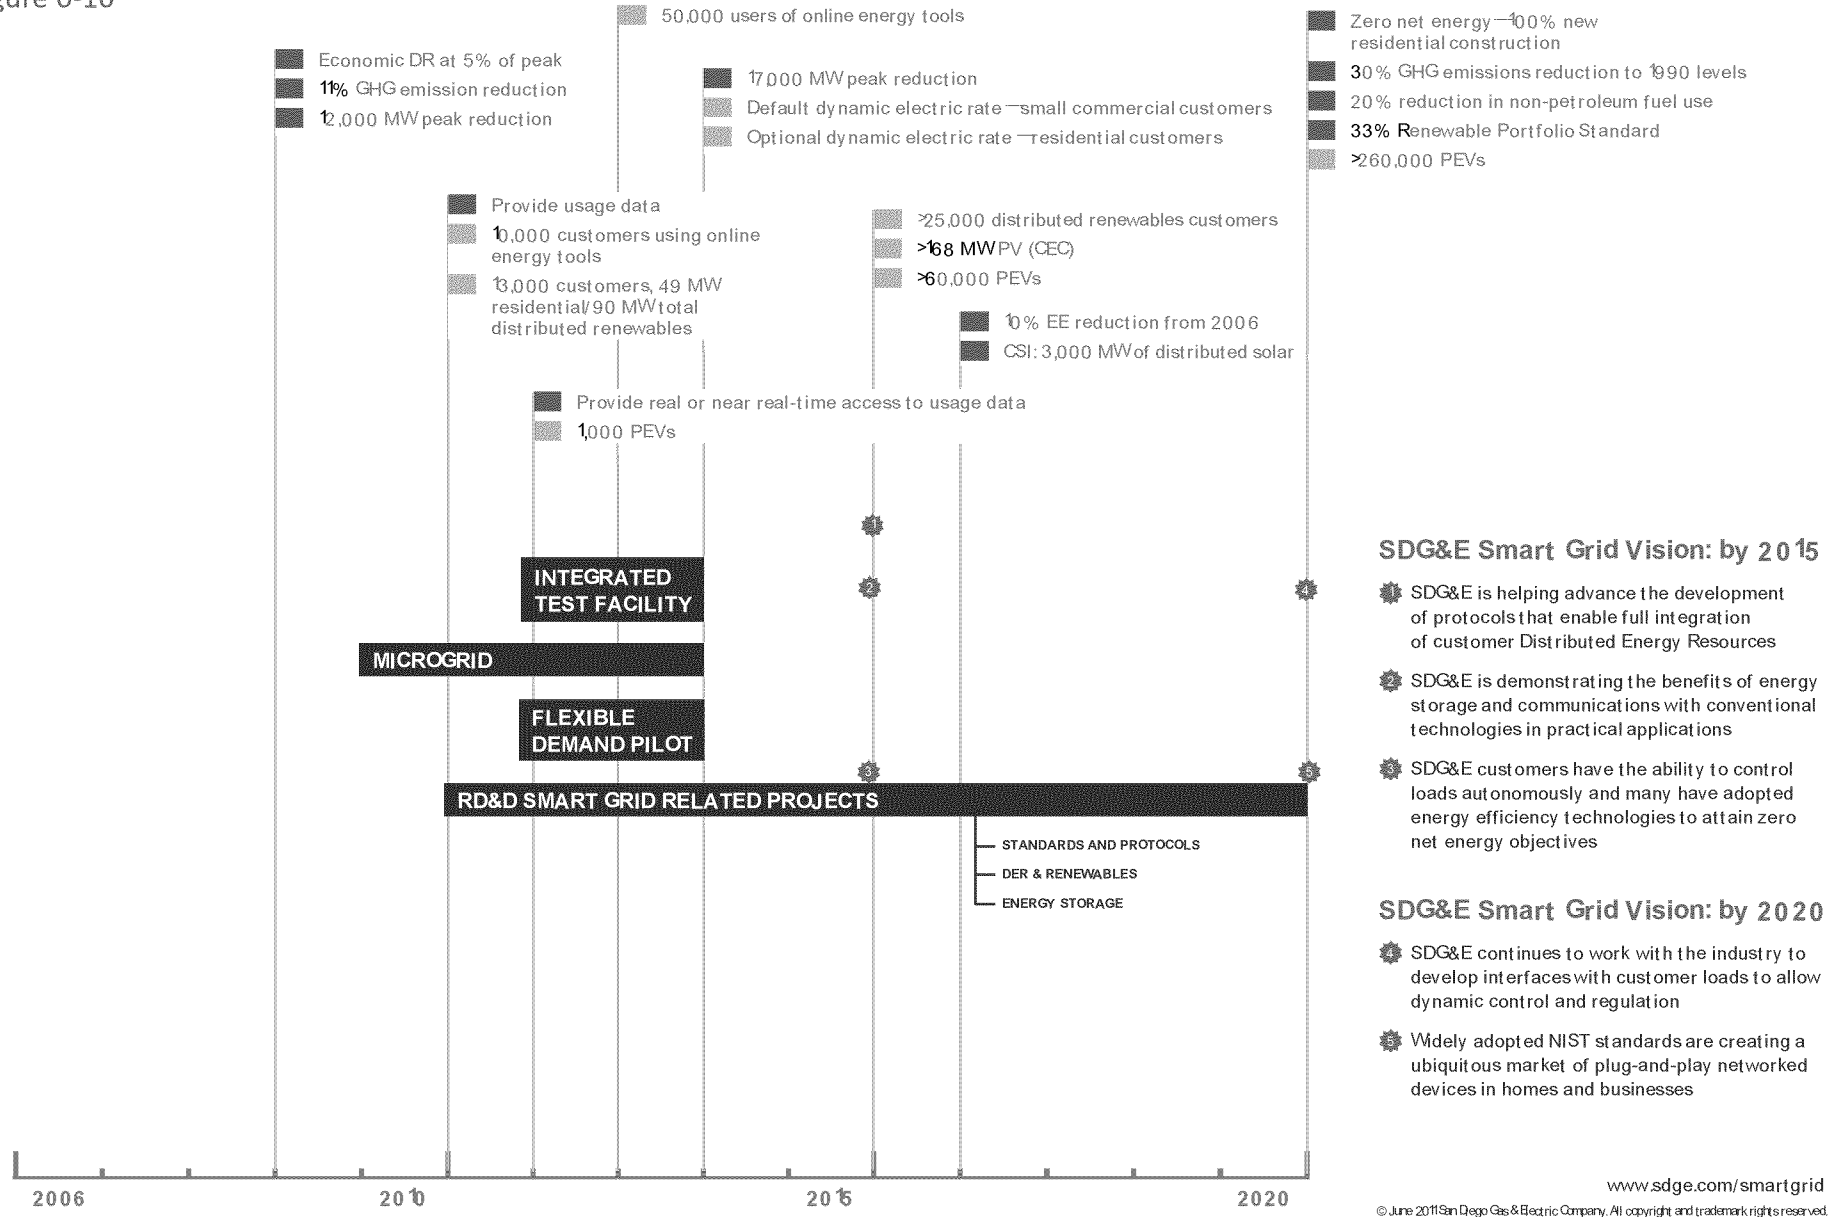 50,000 users of online energy tools
Economic DR at 5% of peak
11% GHG emission reduction
12,000 MW peak reduction
17,000 MW peak reduction
Default dynamic electric rate—small commercial customers
Optional dynamic electric rate—residential customers
Zero net energy—100% new
residential construction
30% GHG emissions reduction to 1990 levels
20% reduction in non-petroleum fuel use
33% Renewable Portfolio Standard
>260,000 PEVs
Provide usage data
10,000 customers using online
energy tools
13,000 customers, 49 MW
residential/90 MW total
distributed renewables
>25,000 distributed renewables customers
>168 MW PV (CEC)
>60,000 PEVs
10% EE reduction from 2006
CSI: 3,000 MW of distributed solar
Provide real or near real-time access to usage data
1,000 PEVs
1
2
4
INTEGRATED
TEST FACILITY
MICROGRID
FLEXIBLE
DEMAND PILOT
3
5
RD&D SMART GRID RELATED PROJECTS
STANDARDS AND PROTOCOLS
DER & RENEWABLES
ENERGY STORAGE
SDG&E Smart Grid Vision: by 2015
1 SDG&E is helping advance the development
of protocols that enable full integration
of customer Distributed Energy Resources
2 SDG&E is demonstrating the benefits of energy
storage and communications with conventional
technologies in practical applications
3 SDG&E customers have the ability to control
loads autonomously and many have adopted
energy efficiency technologies to attain zero
net energy objectives
SDG&E Smart Grid Vision: by 2020
4 SDG&E continues to work with the industry to
develop interfaces with customer loads to allow
dynamic control and regulation
5 Widely adopted NIST standards are creating a
ubiquitous market of plug-and-play networked
devices in homes and businesses
2006
2010
2015
2020
www.sdge.com/smartgrid
© June 2011 San Diego Gas & Electric Company. All copyright and trademark rights reserved.